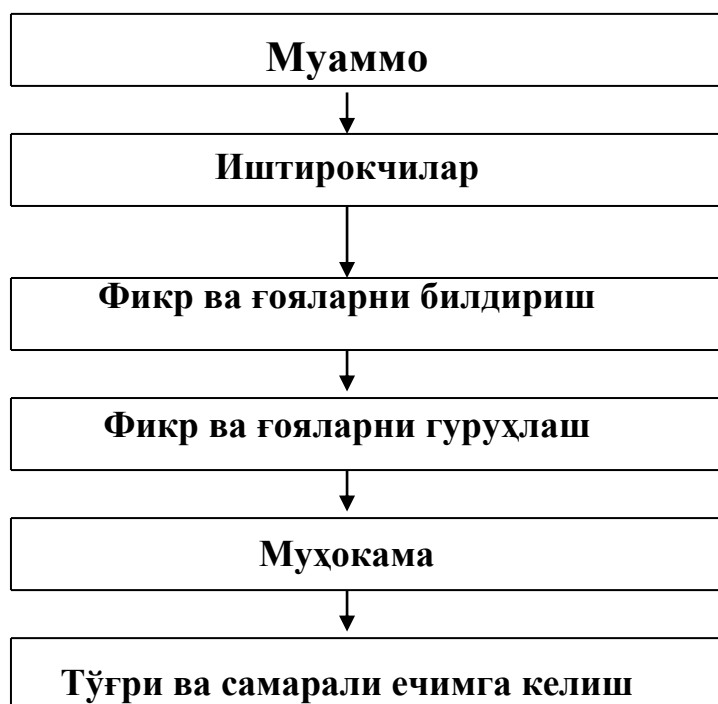 Муаммо
Иштирокчилар
Фикр ва ғояларни билдириш
Фикр ва ғояларни гуруҳлаш
Муҳокама
Тўғри ва самарали ечимга келиш